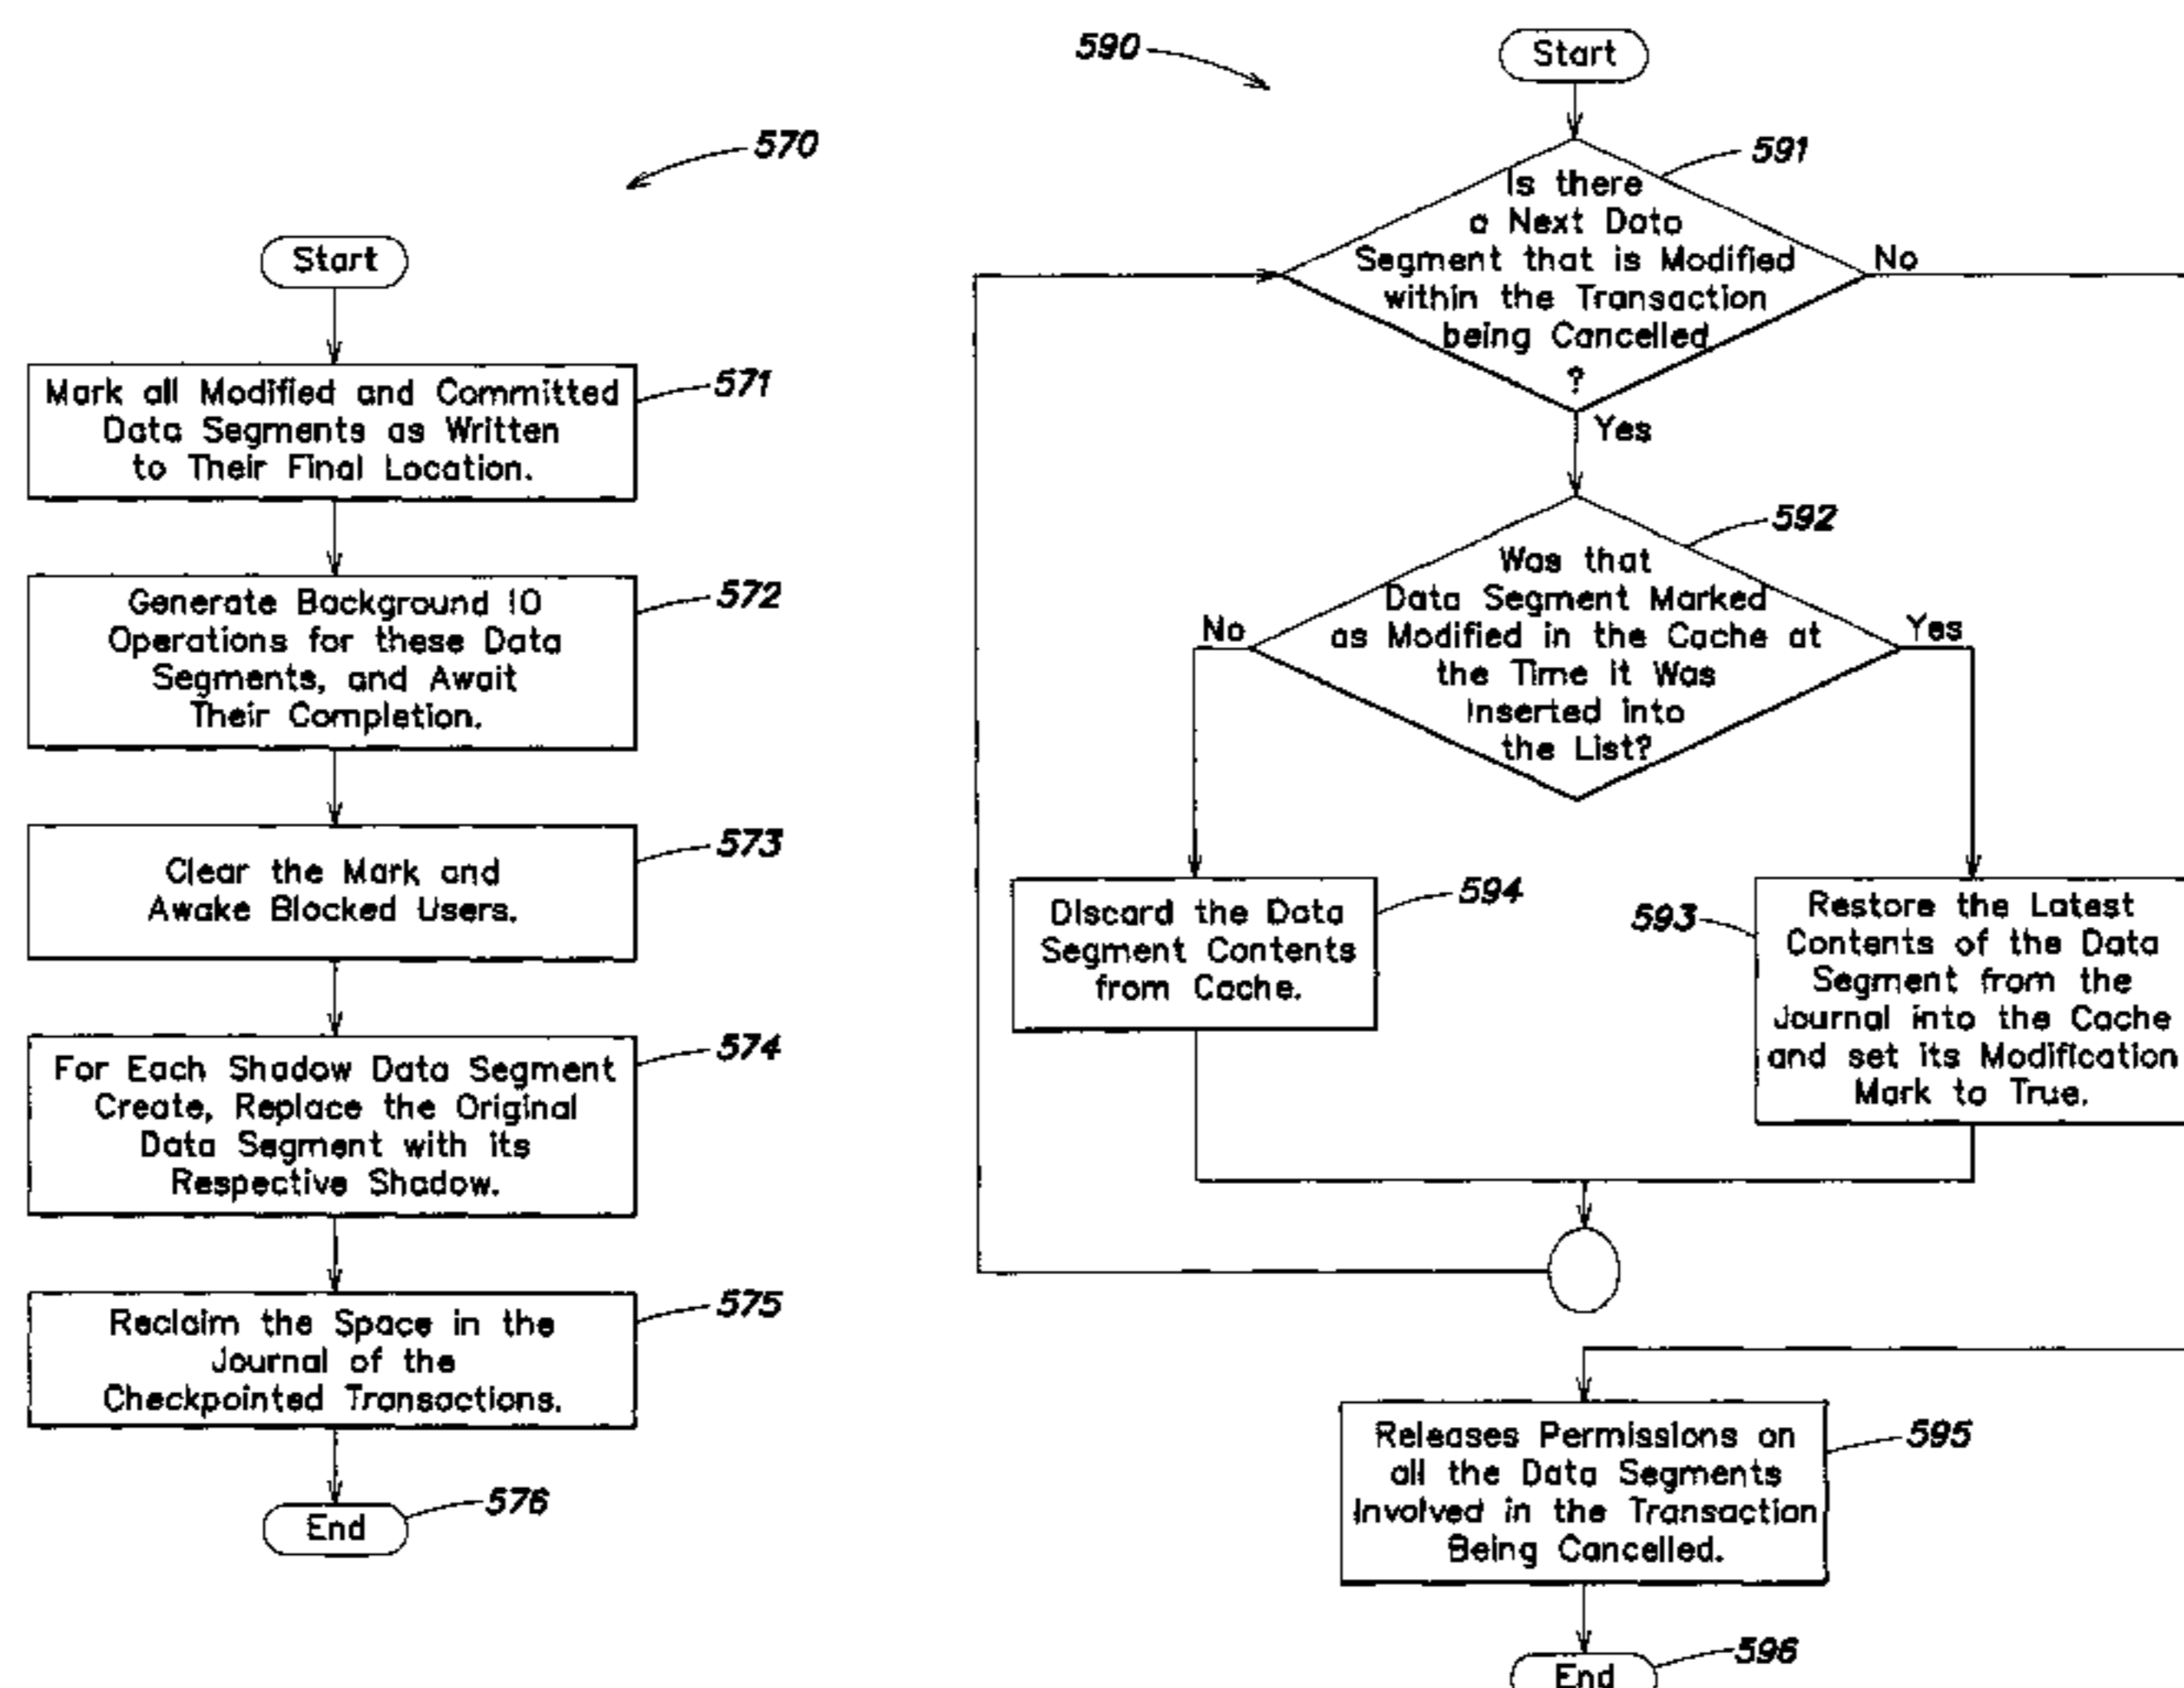 570
Start
Mark all Modified and Committed
Data Segments as Written
to Their Final Location.
571
Generate Background IO
Operations for these Data
Segments, and Await
Their Completion.
572
Clear the Mark and
Awake Blocked Users.
573
For Each Shadow Data Segment
Create, Replace the Original
Data Segment with its
Respective Shadow.
574
Reclaim the Space in the
Journal of the
Checkpointed Transactions.
575
End
576
590
Start
591
Is there
a Next Data
Segment that is Modified
within the Transaction
being Cancelled
?
No
Yes
592
Was that
Data Segment Marked
as Modified in the Cache at
the Time it Was
Inserted into
the List?
No
Yes
Discard the Data
Segment Contents
from Cache.
594
593
Restore the Latest
Contents of the Data
Segment from the
Journal into the Cache
and set its Modification
Mark to True.
Releases Permissions on
all the Data Segments
Involved in the Transaction
Being Cancelled.
595
End
596